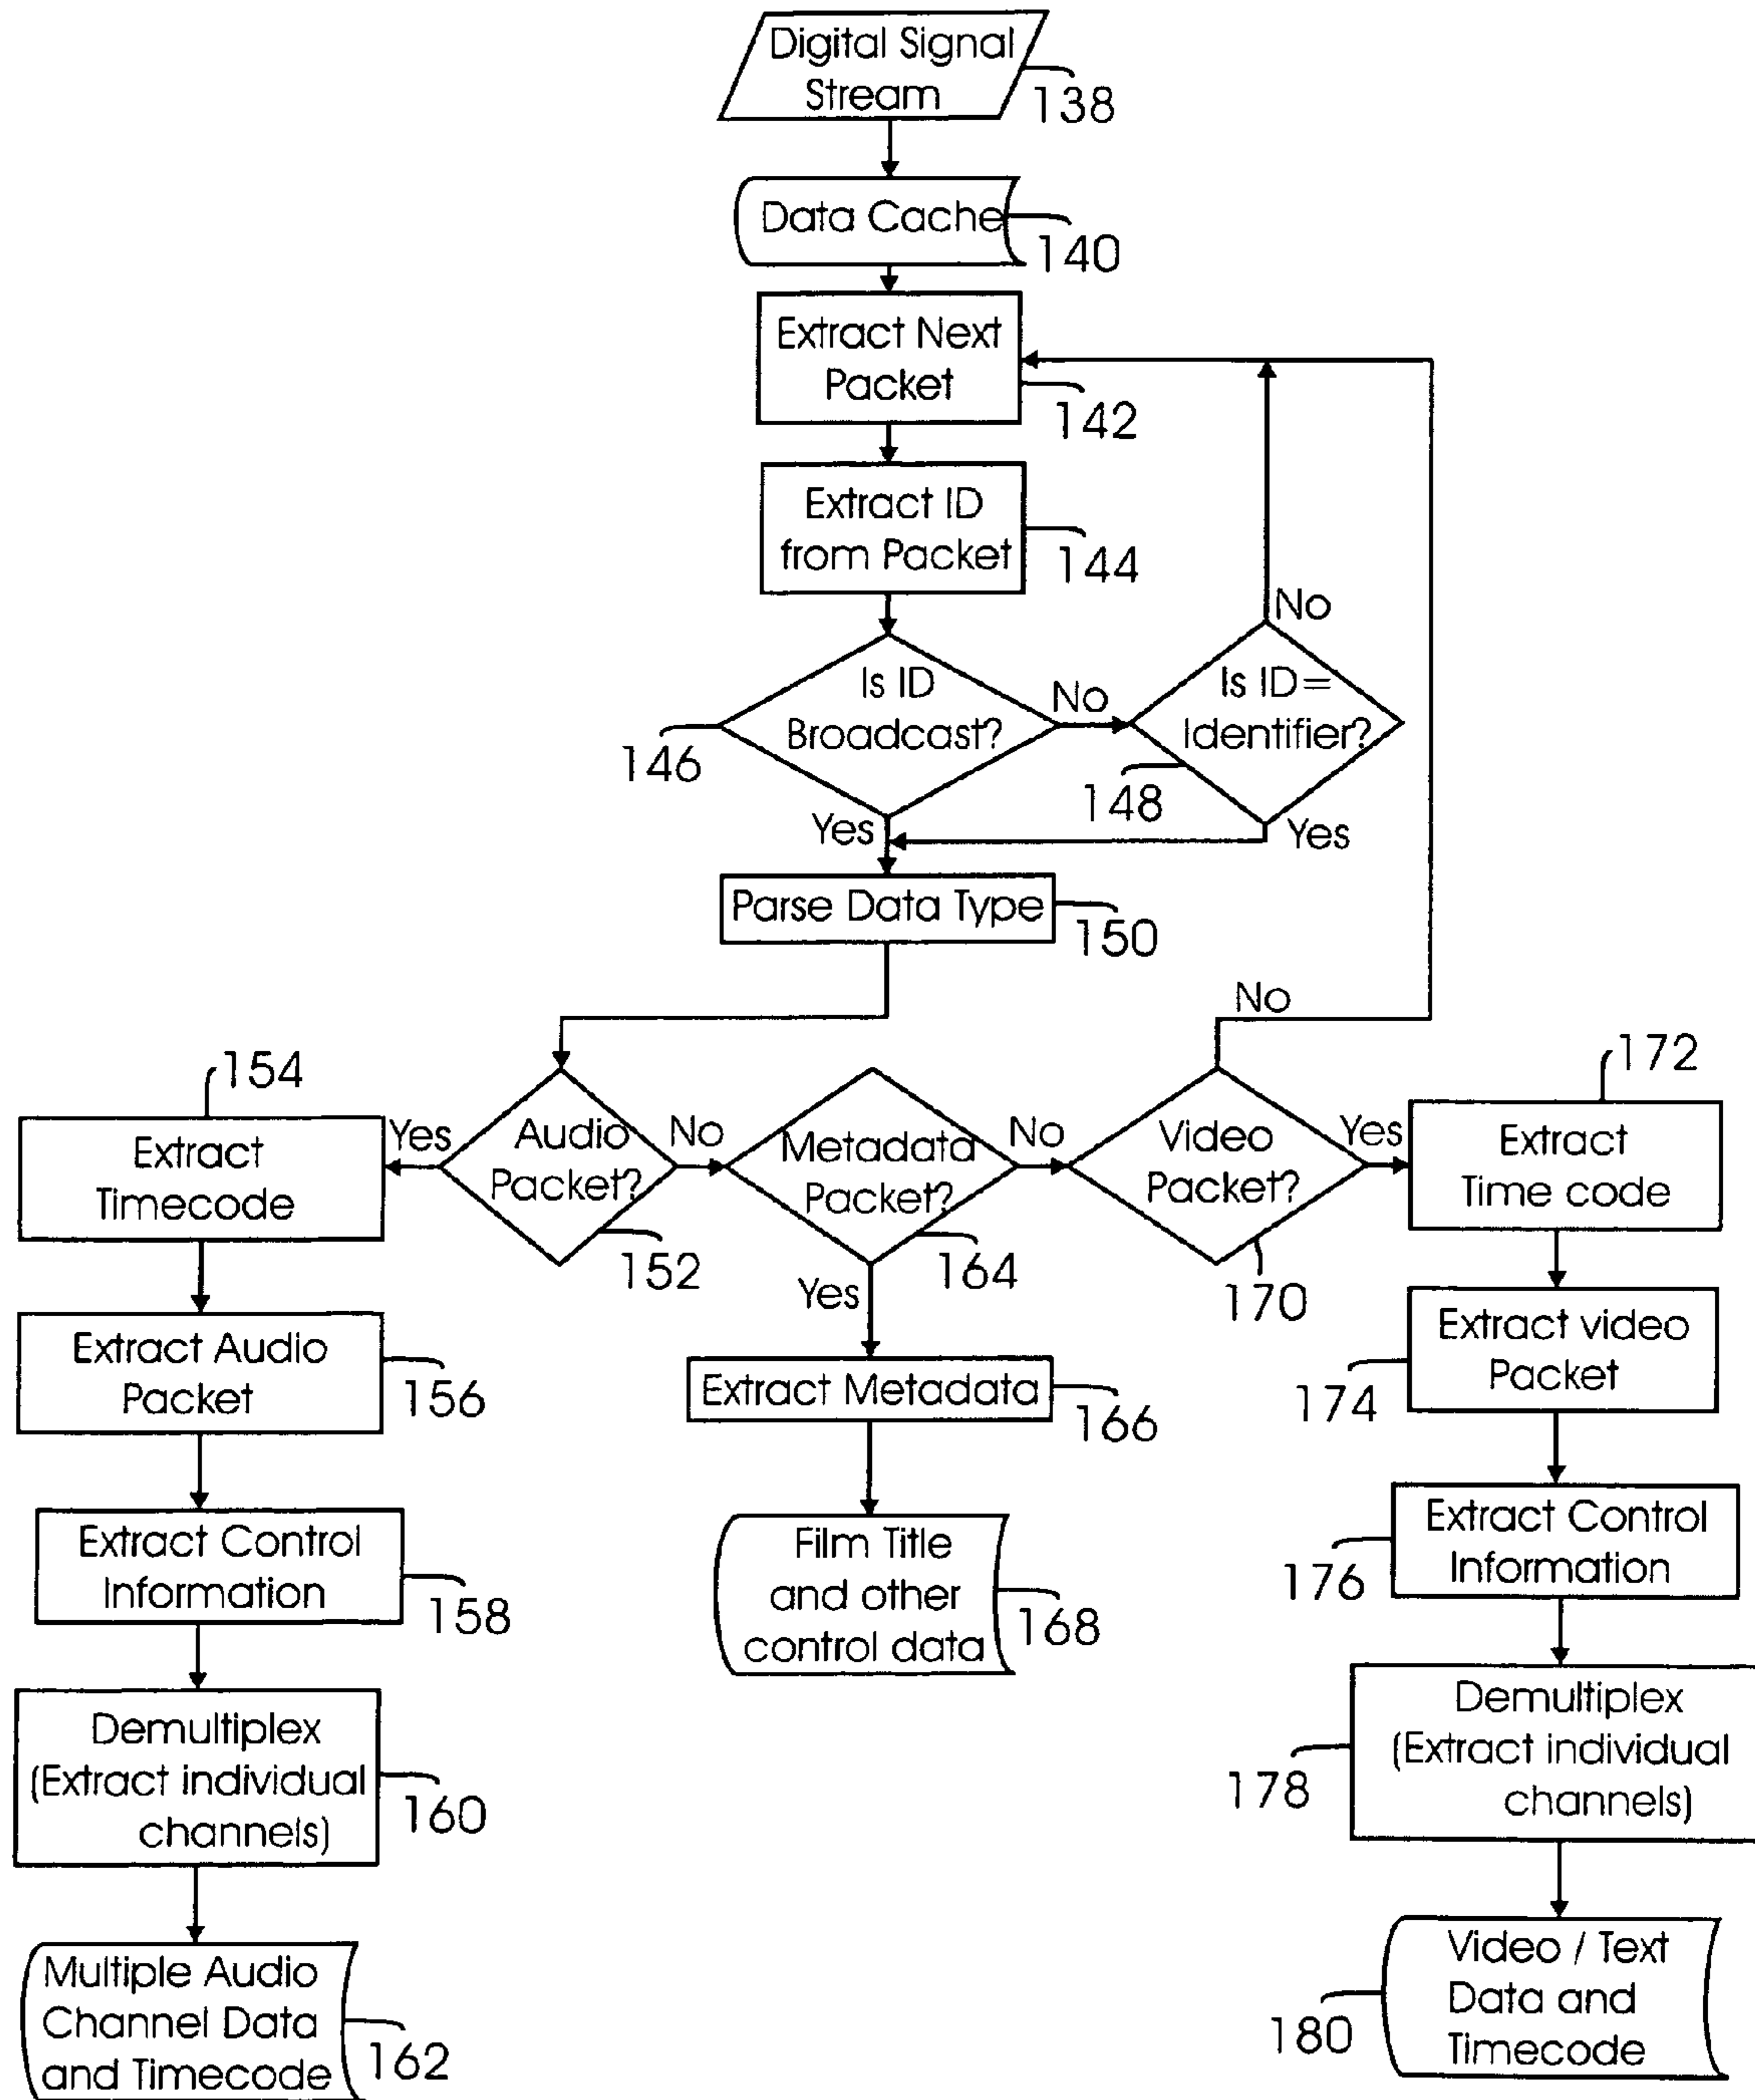 Digital Signal
Stream
138
Data Cache
140
Extract Next
Packet
142
Extract ID
from Packet
144
Is ID
Broadcast?
146
No
Is ID=
Identifier?
148
No
Yes
Yes
Parse Data Type
150
No
154
Extract
Timecode
Yes
Audio
Packet?
152
No
Metadata
Packet?
164
No
Video
Packet?
170
Yes
172
Extract
Time code
Yes
Extract Audio
Packet
156
Extract Metadata
166
Extract video
Packet
174
Extract Control
Information
158
Film Title
and other
control data
168
Extract Control
Information
176
Demultiplex
(Extract individual
channels)
160
Demultiplex
(Extract individual
channels)
178
Multiple Audio
Channel Data
and Timecode
162
Video / Text
Data and
Timecode
180